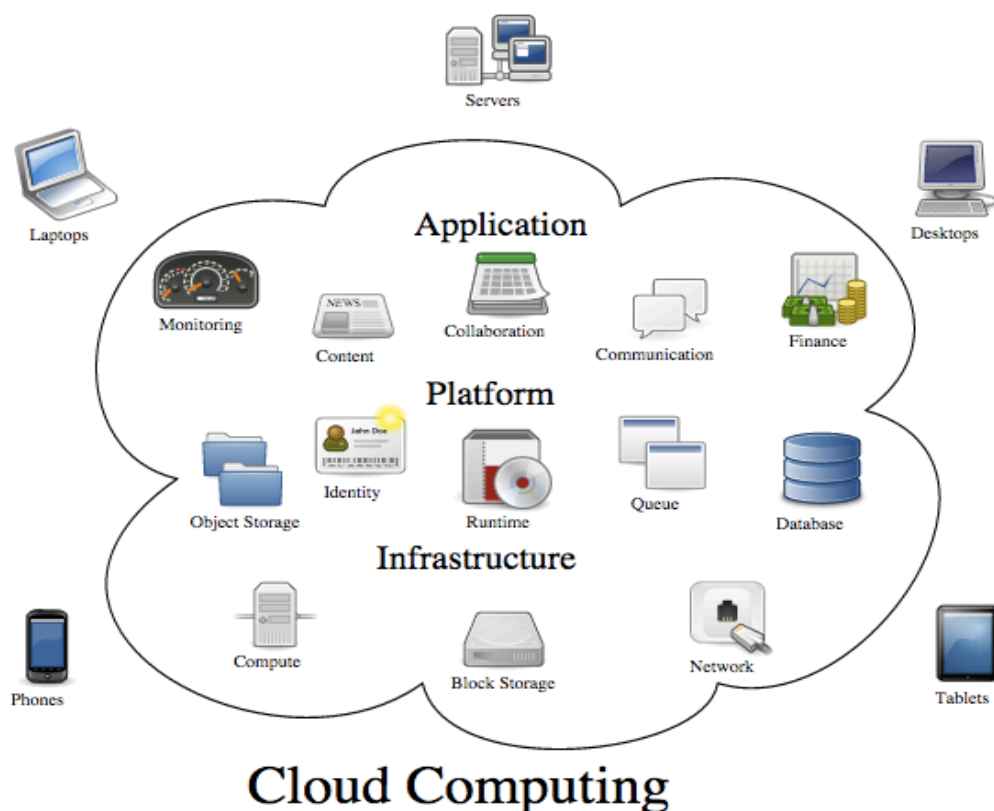 Servers
Laptops
Desktops
Application
Monitoring
NEWS
Content
Collaboration
Communication
Finance
Platform
Object Storage
John Doe
Identity
Runtime
Queue
Database
Infrastructure
Compute
Block Storage
Network
Phones
Tablets
Cloud Computing